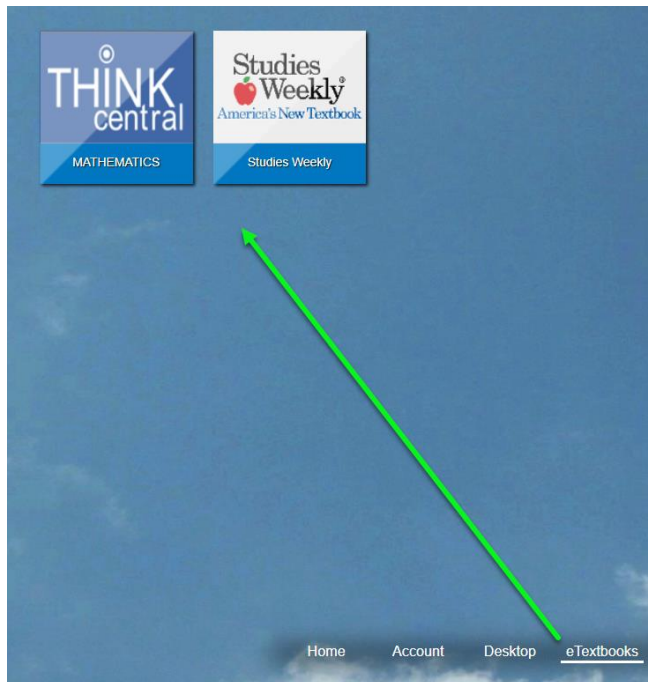 THINK
central
MATHEMATICS
Studies
Weekly®
America's New Textbook
Studies Weekly
Home Account Desktop eTextbooks